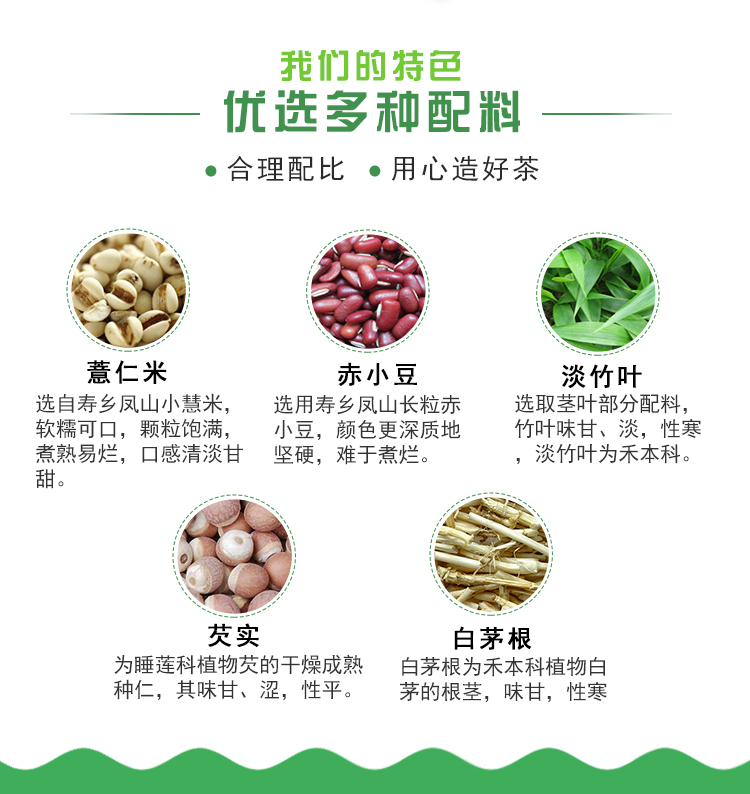 我们的特色
优选多种配料
● 合理配比 ● 用心造好茶
薏仁米
选自寿乡凤山小慧米，
软糯可口，颗粒饱满，
煮熟易烂，口感清淡甘
甜。
赤小豆
选用寿乡凤山长粒赤
小豆，颜色更深质地
坚硬，难于煮烂。
淡竹叶
选取茎叶部分配料，
竹叶味甘、淡，性寒
，淡竹叶为禾本科。
芡实
为睡莲科植物芡的干燥成熟
种仁，其味甘、涩，性平。
白茅根
白茅根为禾本科植物白
茅的根茎，味甘，性寒